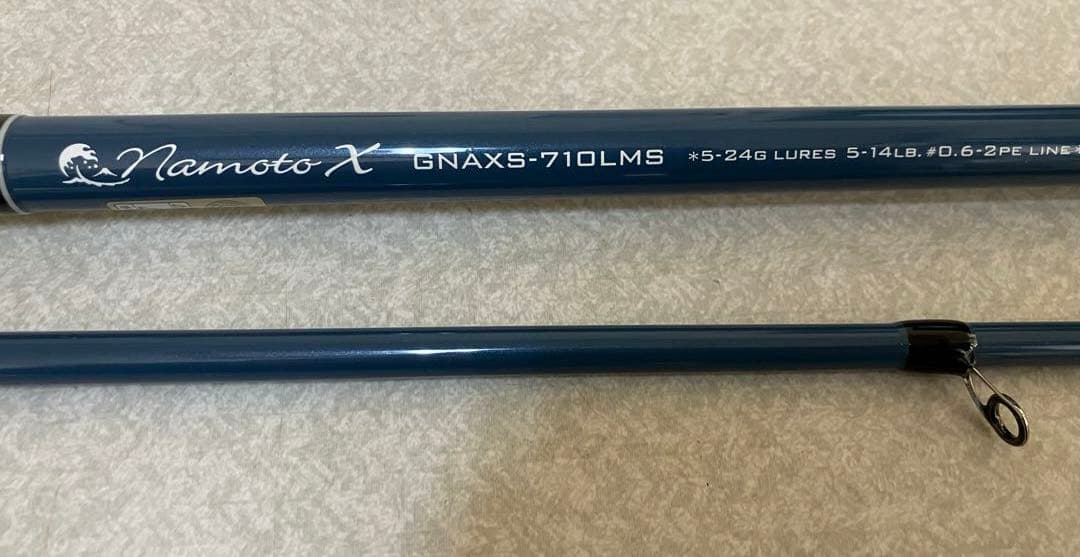 Namoto X GNAXS-710LMS *5-24G LURES 5-14LB. #0.6-2PE LINE*